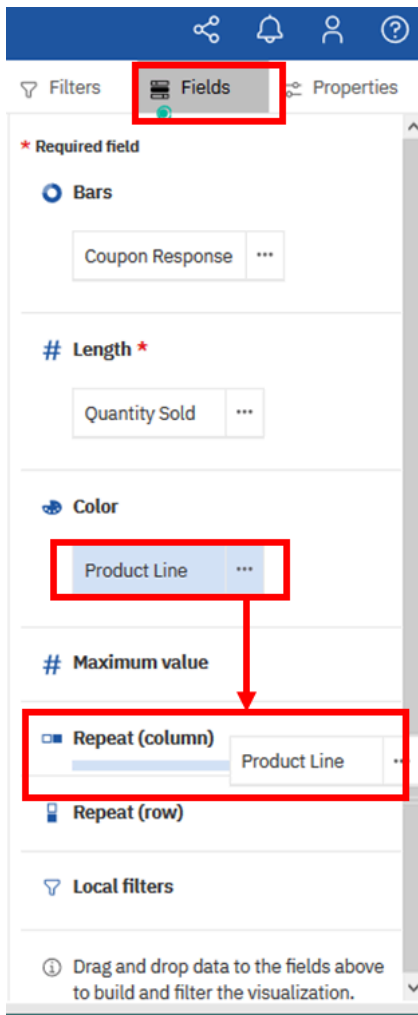 Filters Fields Properties
* Required field
Bars
Coupon Response ...
# Length *
Quantity Sold ...
Color
Product Line ...
# Maximum value
Repeat (column)
Product Line ...
Repeat (row)
Local filters
Drag and drop data to the fields above
to build and filter the visualization.